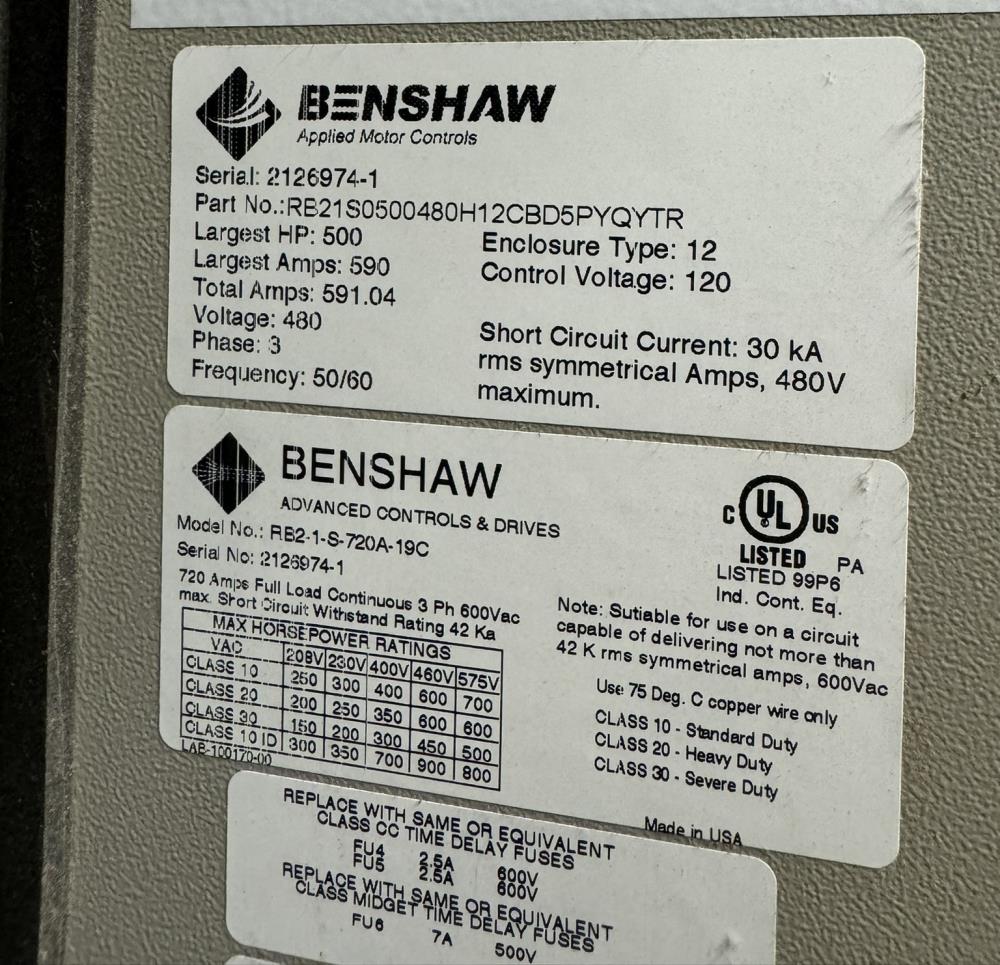 BENSHAW
Applied Motor Controls
Serial: 2126974-1
Part No.:RB21S0500480H12CBD5PYQYTR
Largest HP: 500
Largest Amps: 590
Total Amps: 591.04
Voltage: 480
Phase: 3
Frequency: 50/60
Enclosure Type: 12
Control Voltage: 120
Short Circuit Current: 30 kA
rms symmetrical Amps, 480V
maximum.
BENSHAW
ADVANCED CONTROLS & DRIVES
Model No.: RB2-1-S-720A-19C
Serial No: 2126974-1
720 Amps Full Load Continuous 3 Ph 600Vac
max. Short Circuit Withstand Rating 42 Ka
MAX HORSEPOWER RATINGS
VAC 208V 230V 400V 460V 575V
CLASS 10 250 300 400 600 700
CLASS 20 200 250 350 600 600
CLASS 30 150 200 300 450 500
CLASS 10 ID 300 350 700 900 800
LAB-100170-00
C UL US
LISTED PA
LISTED 99P6
Ind. Cont. Eq.
Note: Sutiable for use on a circuit
capable of delivering not more than
42 K rms symmetrical amps, 600Vac
Use 75 Deg. C copper wire only
CLASS 10 - Standard Duty
CLASS 20 - Heavy Duty
CLASS 30 - Severe Duty
Made in USA
REPLACE WITH SAME OR EQUIVALENT
CLASS CC TIME DELAY FUSES
FU4 2.5A 600V
FU5 2.5A 600V
REPLACE WITH SAME OR EQUIVALENT
CLASS MIDGET TIME DELAY FUSES
FU6 7A 500V